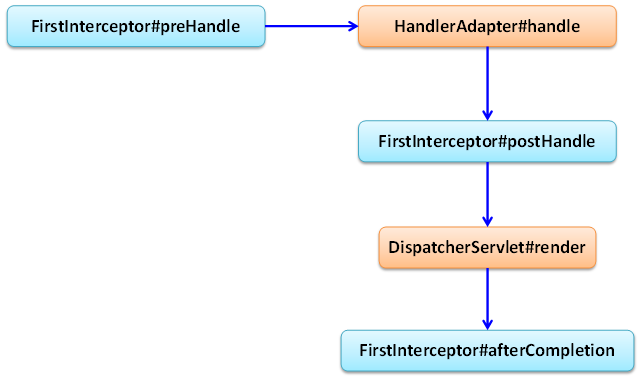 FirstInterceptor#preHandle
HandlerAdapter#handle
FirstInterceptor#postHandle
DispatcherServlet#render
FirstInterceptor#afterCompletion